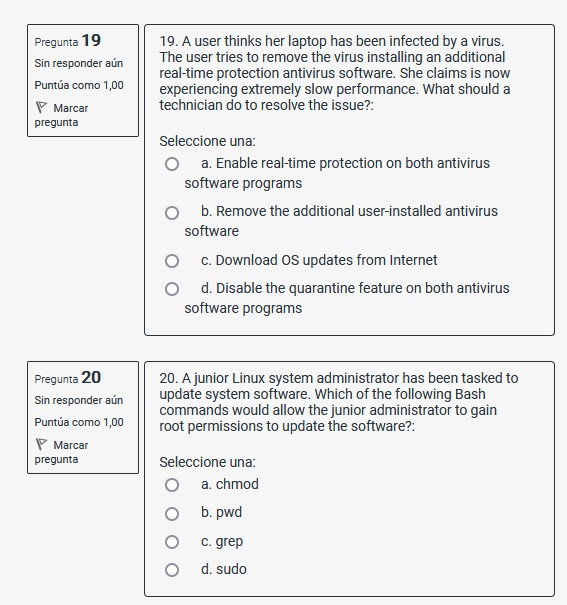 Pregunta 19
Sin responder aún
Puntúa como 1,00
Marcar
pregunta
19. A user thinks her laptop has been infected by a virus.
The user tries to remove the virus installing an additional
real-time protection antivirus software. She claims is now
experiencing extremely slow performance. What should a
technician do to resolve the issue?:
Seleccione una:
a. Enable real-time protection on both antivirus
software programs
b. Remove the additional user-installed antivirus
software
c. Download OS updates from Internet
d. Disable the quarantine feature on both antivirus
software programs
Pregunta 20
Sin responder aún
Puntúa como 1,00
Marcar
pregunta
20. A junior Linux system administrator has been tasked to
update system software. Which of the following Bash
commands would allow the junior administrator to gain
root permissions to update the software?:
Seleccione una:
a. chmod
b. pwd
c. grep
d. sudo